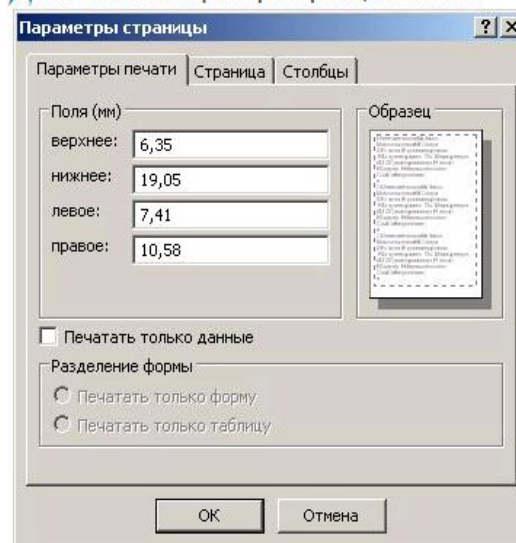 Параметры страницы
Параметры печати
Страница
Столбцы
Поля (мм)
верхнее: 6,35
нижнее: 19,05
левое: 7,41
правое: 10,58
Образец
Печатать только данные
Разделение формы
Печатать только форму
Печатать только таблицу
ОК
Отмена